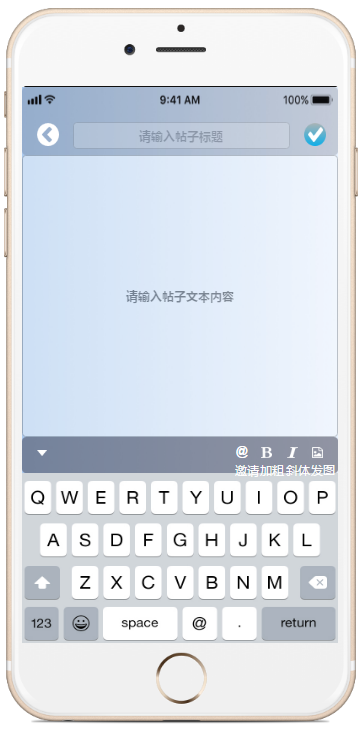 9:41 AM 100%
请输入帖子标题
请输入帖子文本内容
@ B I
邀请加粗斜体发图
Q W E R T Y U I O P
A S D F G H J K L
Z X C V B N M
123 space @ . return